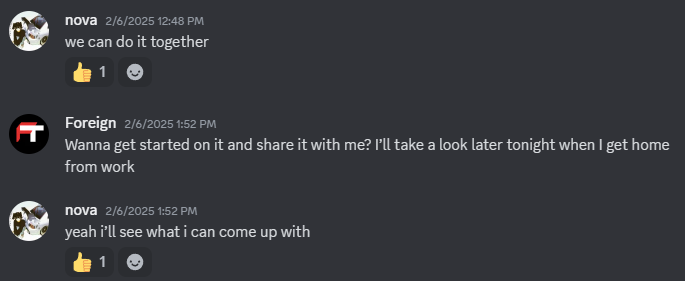 nova 2/6/2025 12:48 PM
we can do it together
👍 1
Foreign 2/6/2025 1:52 PM
Wanna get started on it and share it with me? I'll take a look later tonight when I get home
from work
nova 2/6/2025 1:52 PM
yeah i'll see what i can come up with
👍 1